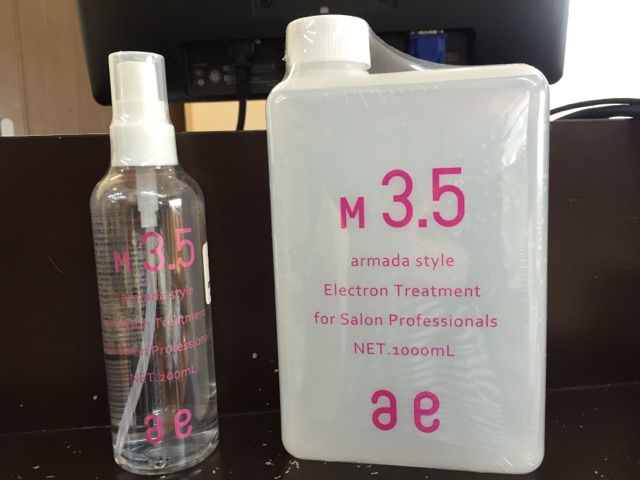 M 3.5
armada style
Electron Treatment
for Salon Professionals
NET.200mL
ae
M 3.5
armada style
Electron Treatment
for Salon Professionals
NET.1000mL
ae